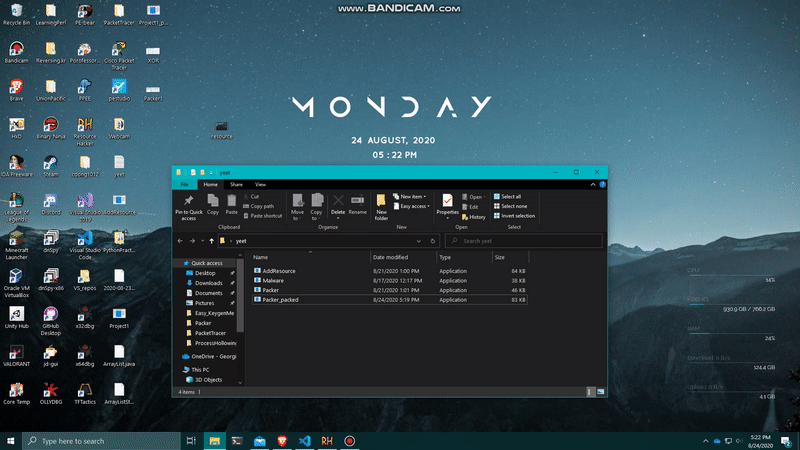 www.BANDICAM.com
Recycle Bin
LearningPerl
PE-bear
PacketTracer
Project1_p...
Bandicam
Reversing.kr
Porofessor...
Cisco Packet Tracer
XOR
Brave
UnionPacific
PPEE
pestudio
Packer1
HxD
Binary Ninja
Resource Hacker
Webcam
resource
IDA Freeware
Steam
cqpng1012
yeet
League of Legends
Discord
Visual Studio 2019
AddResource
Minecraft Launcher
dnSpy
Visual Studio Code
PythonPract...
Oracle VM VirtualBox
dnSpy-x86
VS_repos
2020-08-23...
Unity Hub
GitHub Desktop
x32dbg
Project1
VALORANT
jd-gui
x64dbg
ArrayList.java
Core Temp
OLLYDBG
TFTactics
ArrayListSt...
MONDAY
24 AUGUST, 2020
05 : 22 PM
yeet
File
Home
Share
View
Pin to Quick access
Copy
Paste
Cut
Copy path
Paste shortcut
Move to
Copy to
Delete
Rename
New folder
New item
Easy access
Properties
Open
Edit
History
Select all
Select none
Invert selection
Clipboard
Organize
New
Open
Select
yeet
Search yeet
Name
Date modified
Type
Size
AddResource 8/21/2020 1:00 PM Application 84 KB
Malware 8/17/2020 12:17 PM Application 38 KB
Packer 8/21/2020 1:01 PM Application 46 KB
Packer_packed 8/24/2020 5:19 PM Application 83 KB
Quick access
Desktop
Downloads
Documents
Pictures
Easy_KeygenMe
Packer
PacketTracer
ProcessHollowing
OneDrive - Georgi
This PC
3D Objects
4 items
CPU
14%
930.9 GB / 766.2 GB
RAM
24%
124.4 GB
4.1 GB
Type here to search
5:22 PM
8/24/2020